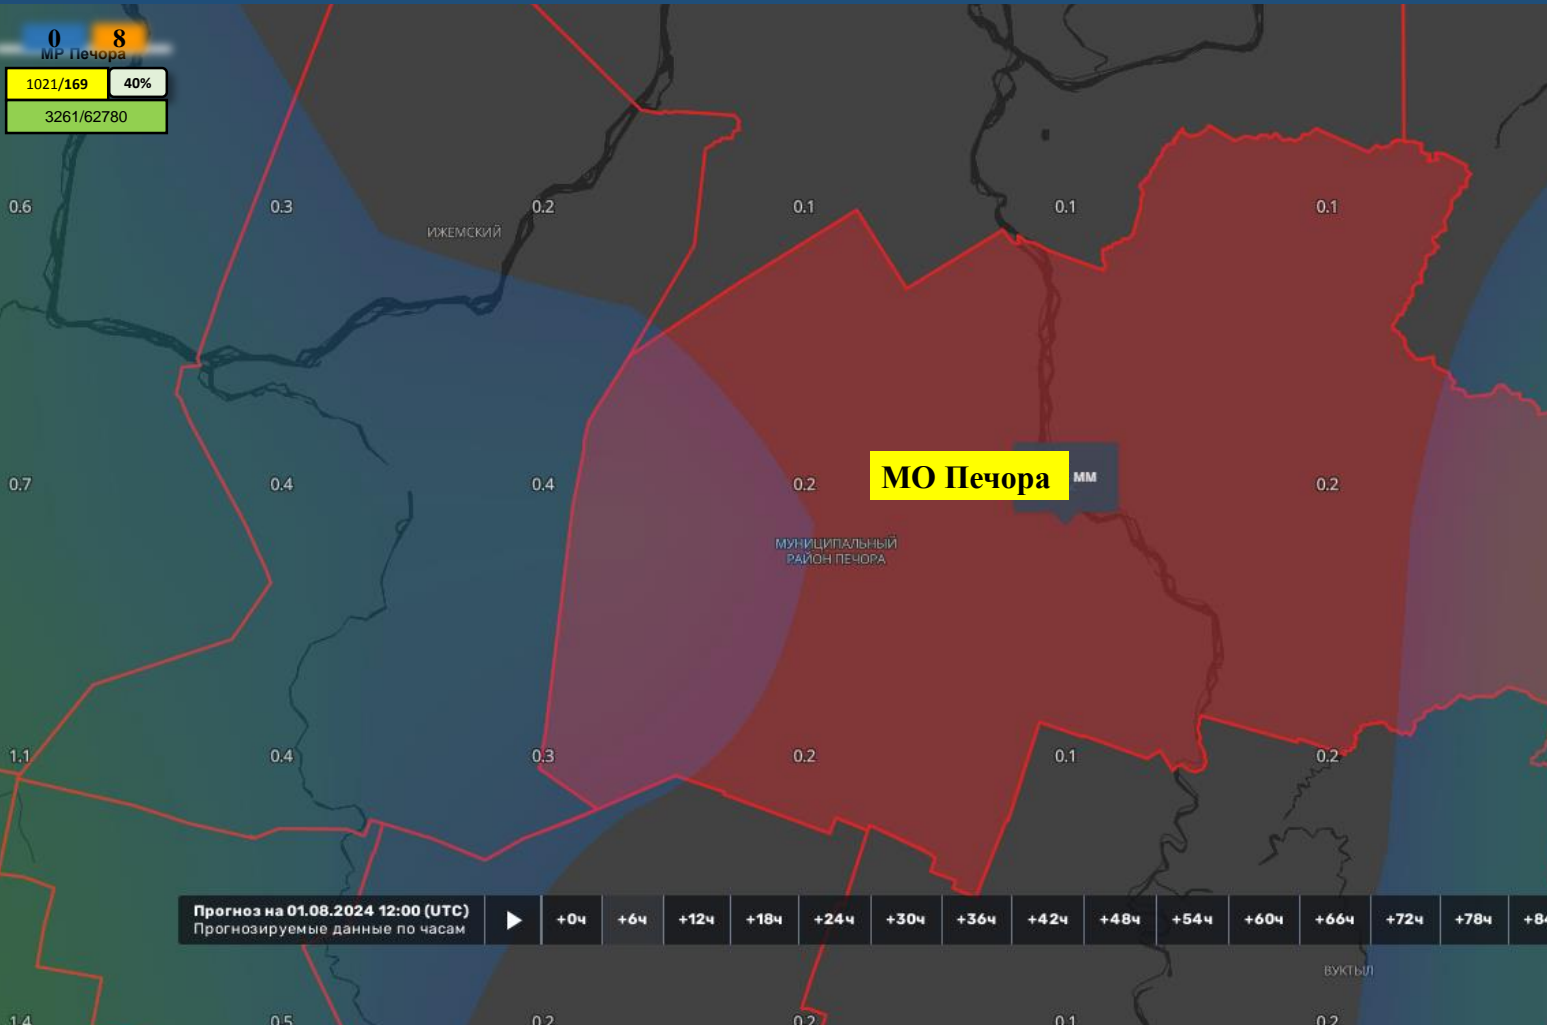 0 8
МР Печора
1021/169 40%
3261/62780
0.6 0.3 0.2 0.1 0.1 0.1
ИЖЕМСКИЙ
0.7 0.4 0.4 0.2 МО Печора мм 0.2
МУНИЦИПАЛЬНЫЙ
РАЙОН ПЕЧОРА
1.1 0.4 0.3 0.2 0.1 0.2
Прогноз на 01.08.2024 12:00 (UTC)
Прогнозируемые данные по часам
+0ч +6ч +12ч +18ч +24ч +30ч +36ч +42ч +48ч +54ч +60ч +66ч +72ч +78ч +84
ВУКТЫЛ
1.4 0.5 0.2 0.2 0.1 0.2